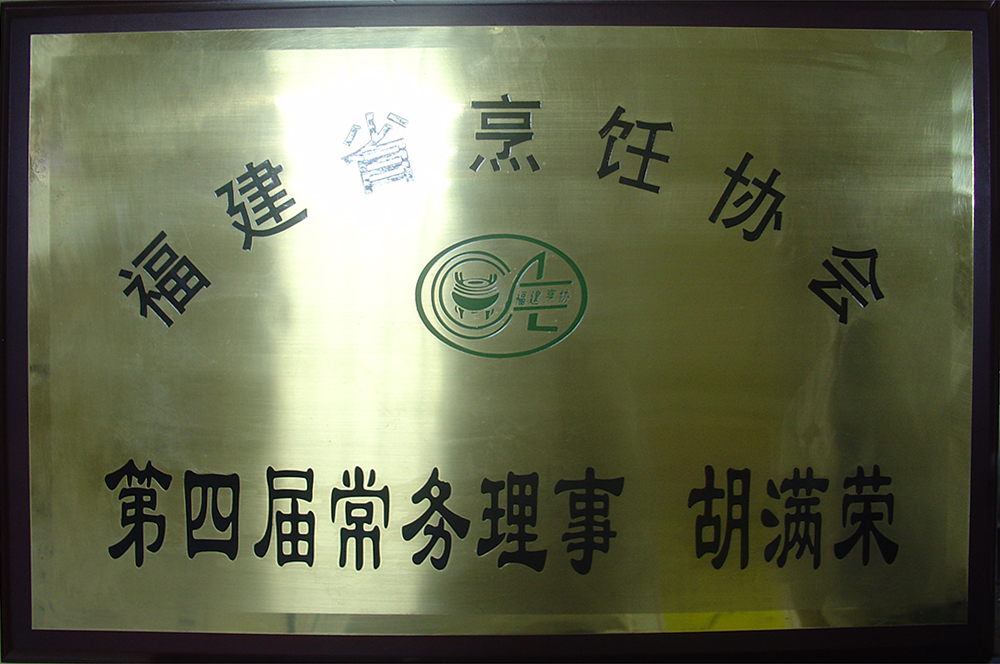 福建省烹饪协会
福建烹协
第四届常务理事 胡满荣